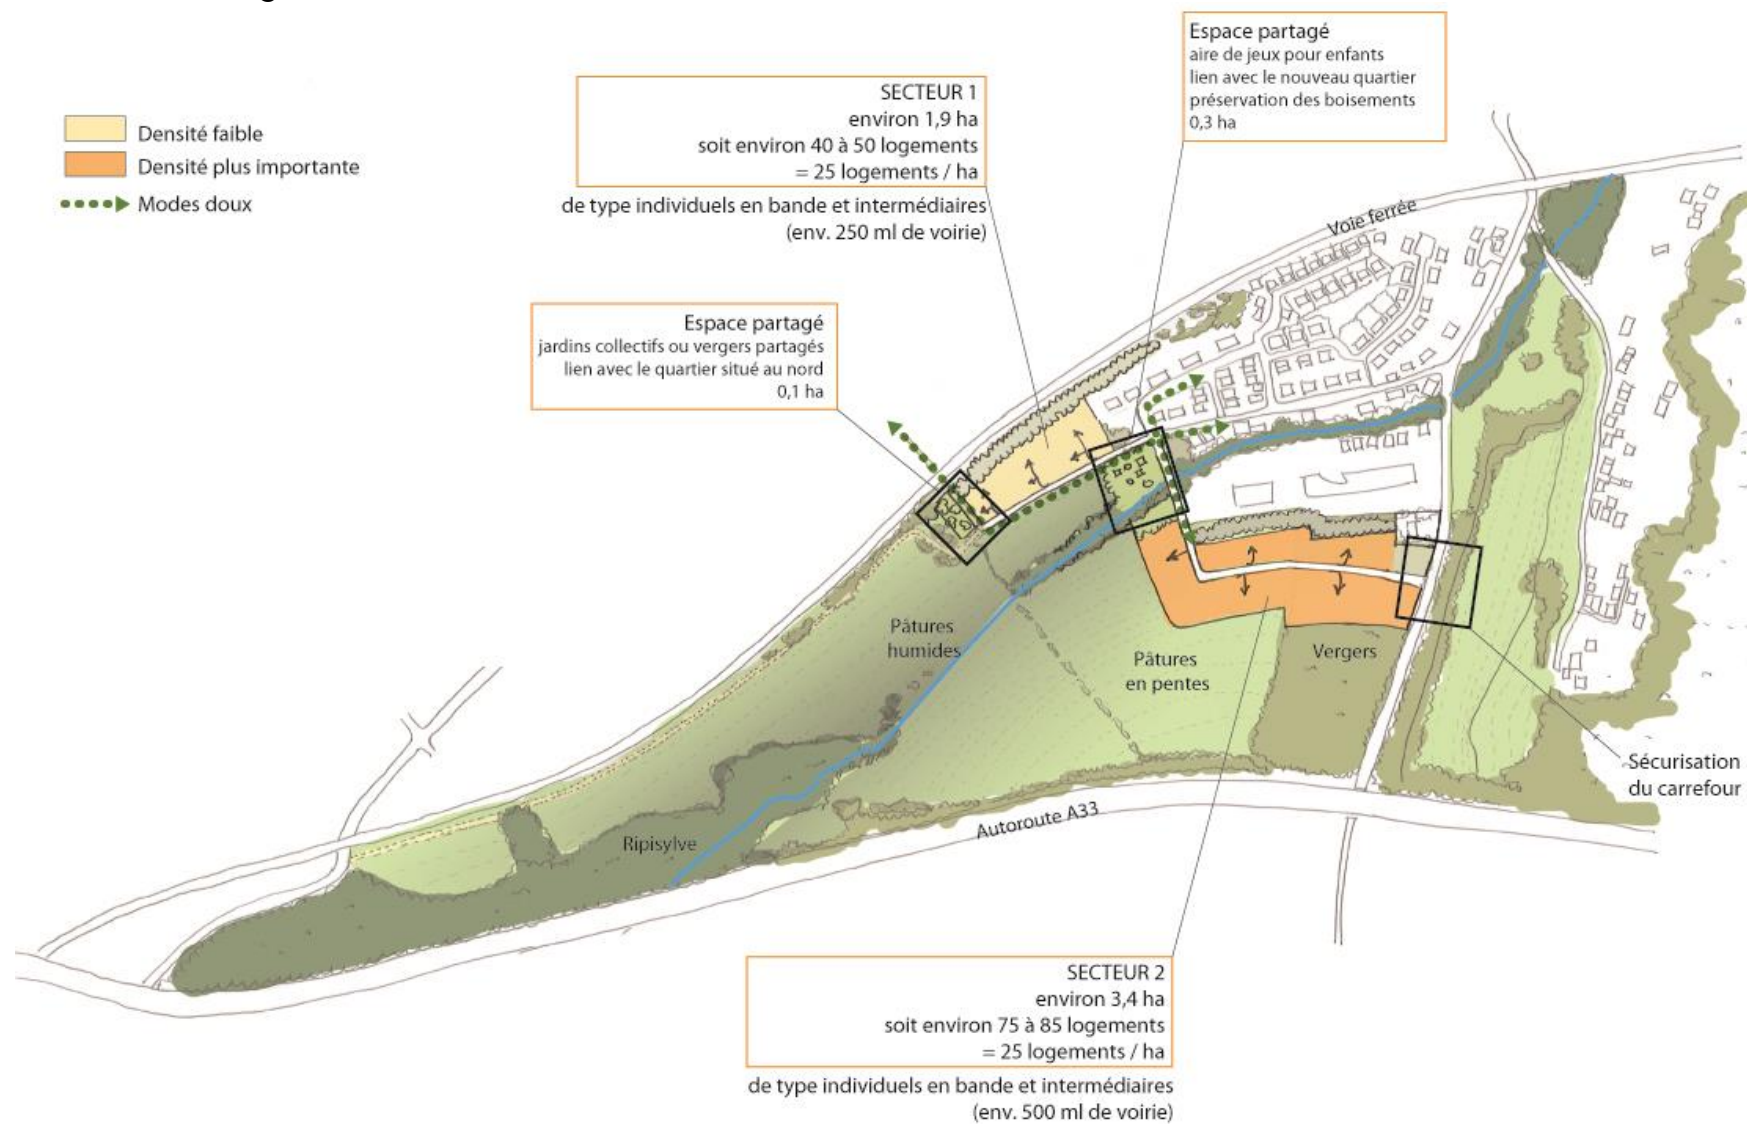 Espace partagé
aire de jeux pour enfants
lien avec le nouveau quartier
préservation des boisements
0,3 ha
SECTEUR 1
environ 1,9 ha
soit environ 40 à 50 logements
= 25 logements / ha
de type individuels en bande et intermédiaires
(env. 250 ml de voirie)
Densité faible
Densité plus importante
Modes doux
Voie ferrée
Espace partagé
jardins collectifs ou vergers partagés
lien avec le quartier situé au nord
0,1 ha
Pâtures
humides
Pâtures
en pentes
Vergers
Sécurisation
du carrefour
Ripisylve
Autoroute A33
SECTEUR 2
environ 3,4 ha
soit environ 75 à 85 logements
= 25 logements / ha
de type individuels en bande et intermédiaires
(env. 500 ml de voirie)